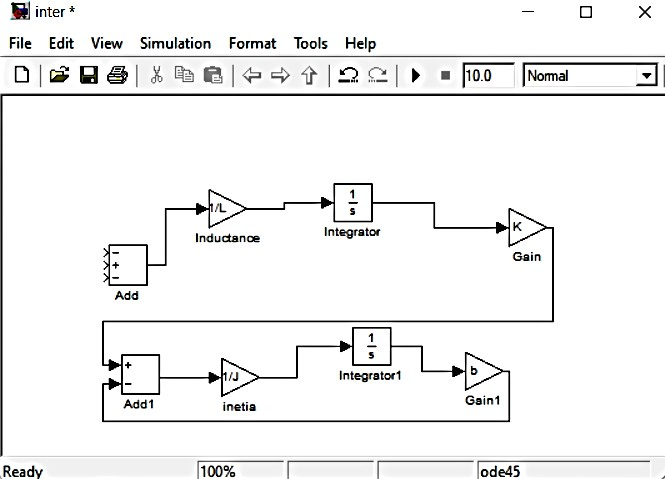 inter *
File Edit View Simulation Format Tools Help
10.0 Normal
1/L
Inductance
1
s
Integrator
K
Gain
−
+
−
Add
+
−
Add1
1/J
inetia
1
s
Integrator1
b
Gain1
Ready 100% ode45